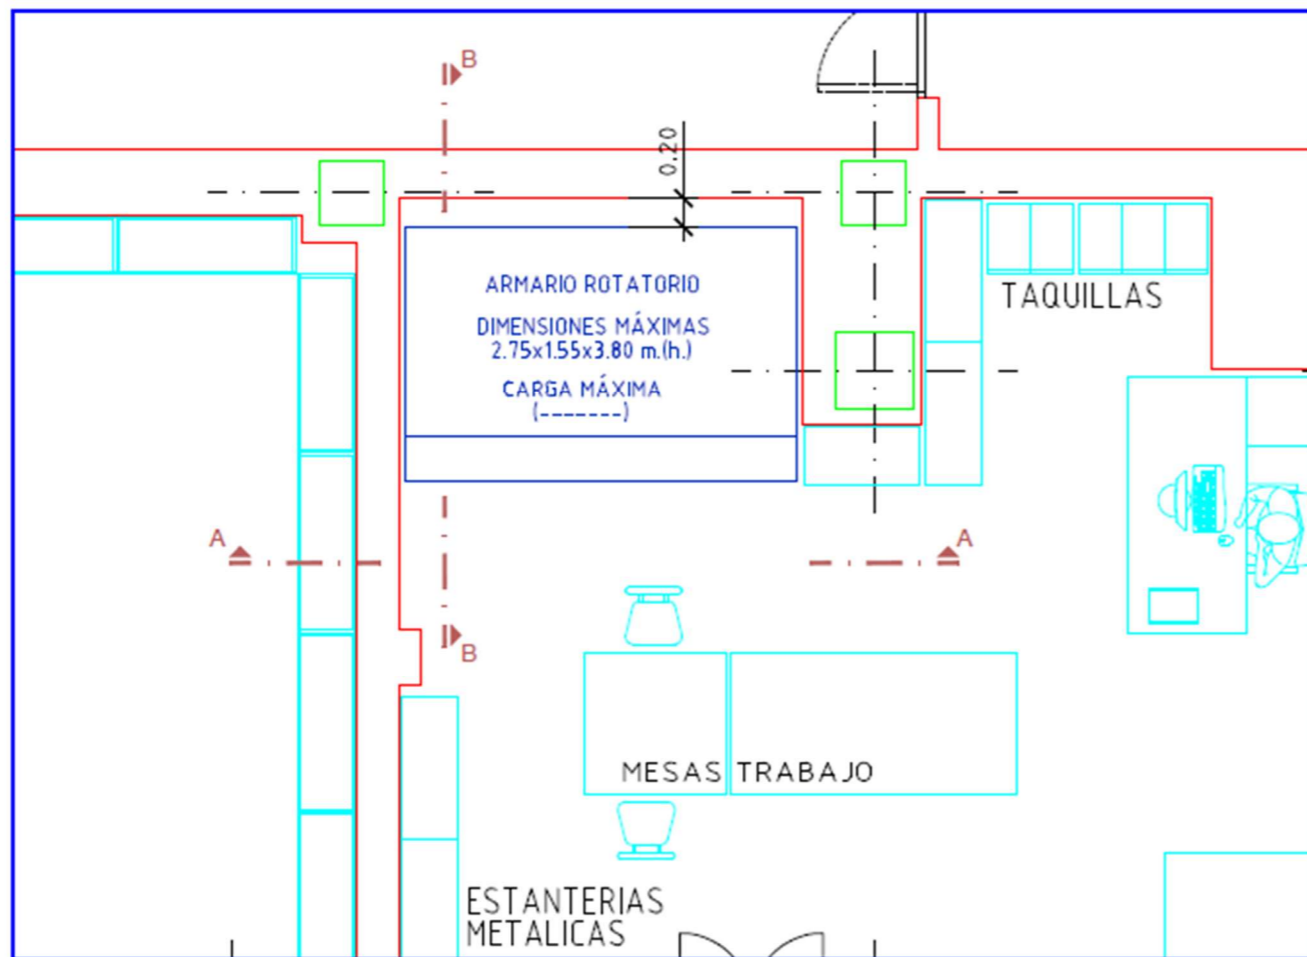 B
0.20
ARMARIO ROTATORIO
DIMENSIONES MÁXIMAS
2.75x1.55x3.80 m.(h.)
CARGA MÁXIMA
(-------)
TAQUILLAS
A
A
B
MESAS TRABAJO
ESTANTERIAS
METALICAS